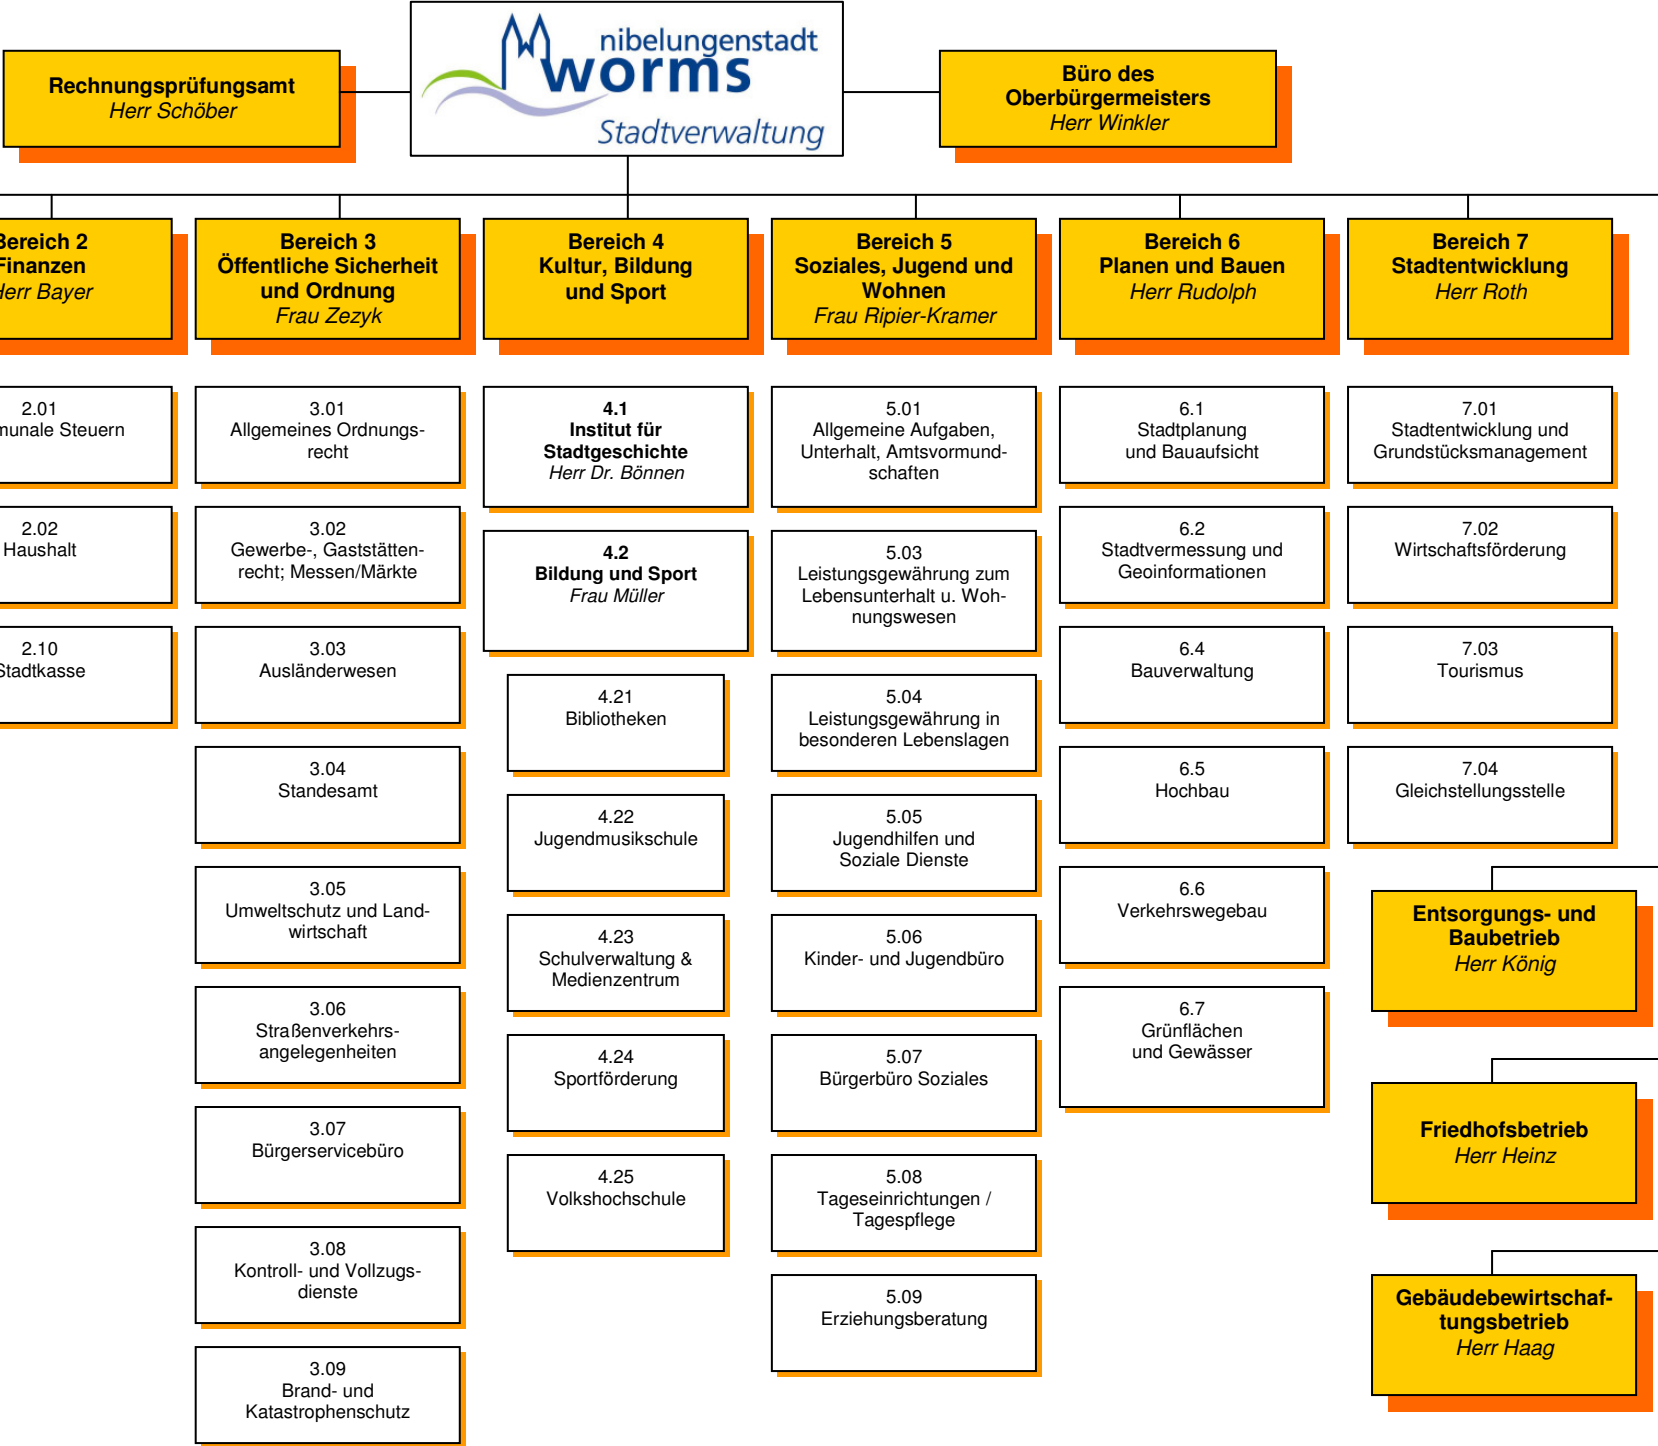 Rechnungsprüfungsamt
Herr Schöber
nibelungenstadt
worms
Stadtverwaltung
Büro des
Oberbürgermeisters
Herr Winkler
Bereich 2
Finanzen
Herr Bayer
2.01
Steuern
2.02
Haushalt
2.10
Stadtkasse
Bereich 3
Öffentliche Sicherheit
und Ordnung
Frau Zezyk
3.01
Allgemeines Ordnungs-
recht
3.02
Gewerbe-, Gaststätten-
recht; Messen/Märkte
3.03
Ausländerwesen
3.04
Standesamt
3.05
Umweltschutz und Land-
wirtschaft
3.06
Straßenverkehrs-
angelegenheiten
3.07
Bürgerservicebüro
3.08
Kontroll- und Vollzugs-
dienste
3.09
Brand- und
Katastrophenschutz
Bereich 4
Kultur, Bildung
und Sport
4.1
Institut für
Stadtgeschichte
Herr Dr. Bönnen
4.2
Bildung und Sport
Frau Müller
4.21
Bibliotheken
4.22
Jugendmusikschule
4.23
Schulverwaltung &
Medienzentrum
4.24
Sportförderung
4.25
Volkshochschule
Bereich 5
Soziales, Jugend und
Wohnen
Frau Ripier-Kramer
5.01
Allgemeine Aufgaben,
Unterhalt, Amtsvormund-
schaften
5.03
Leistungsgewährung zum
Lebensunterhalt u. Woh-
nungswesen
5.04
Leistungsgewährung in
besonderen Lebenslagen
5.05
Jugendhilfen und
Soziale Dienste
5.06
Kinder- und Jugendbüro
5.07
Bürgerbüro Soziales
5.08
Tageseinrichtungen /
Tagespflege
5.09
Erziehungsberatung
Bereich 6
Planen und Bauen
Herr Rudolph
6.1
Stadtplanung
und Bauaufsicht
6.2
Stadtvermessung und
Geoinformationen
6.4
Bauverwaltung
6.5
Hochbau
6.6
Verkehrswegebau
6.7
Grünflächen
und Gewässer
Bereich 7
Stadtentwicklung
Herr Roth
7.01
Stadtentwicklung und
Grundstücksmanagement
7.02
Wirtschaftsförderung
7.03
Tourismus
7.04
Gleichstellungsstelle
Entsorgungs- und
Baubetrieb
Herr König
Friedhofsbetrieb
Herr Heinz
Gebäudebewirtschaf-
tungsbetrieb
Herr Haag